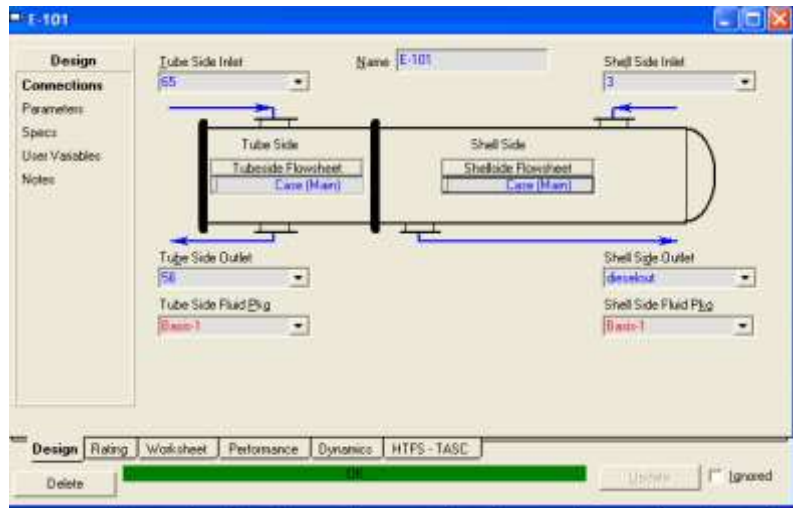 E-101
Design
Connections
Parameters
Specs
User Variables
Notes
Tube Side Inlet
65
Name E-101
Shell Side Inlet
3
Tube Side
Tubeside Flowsheet
Case (Main)
Shell Side
Shellside Flowsheet
Case (Main)
Tube Side Outlet
Shell Side Outlet
dieselout
Tube Side Fluid Pkg
Basis-1
Shell Side Fluid Pkg
Basis-1
Design Rating Worksheet Performance Dynamics HTFS - TASC
Delete
OK
Update
Ignored